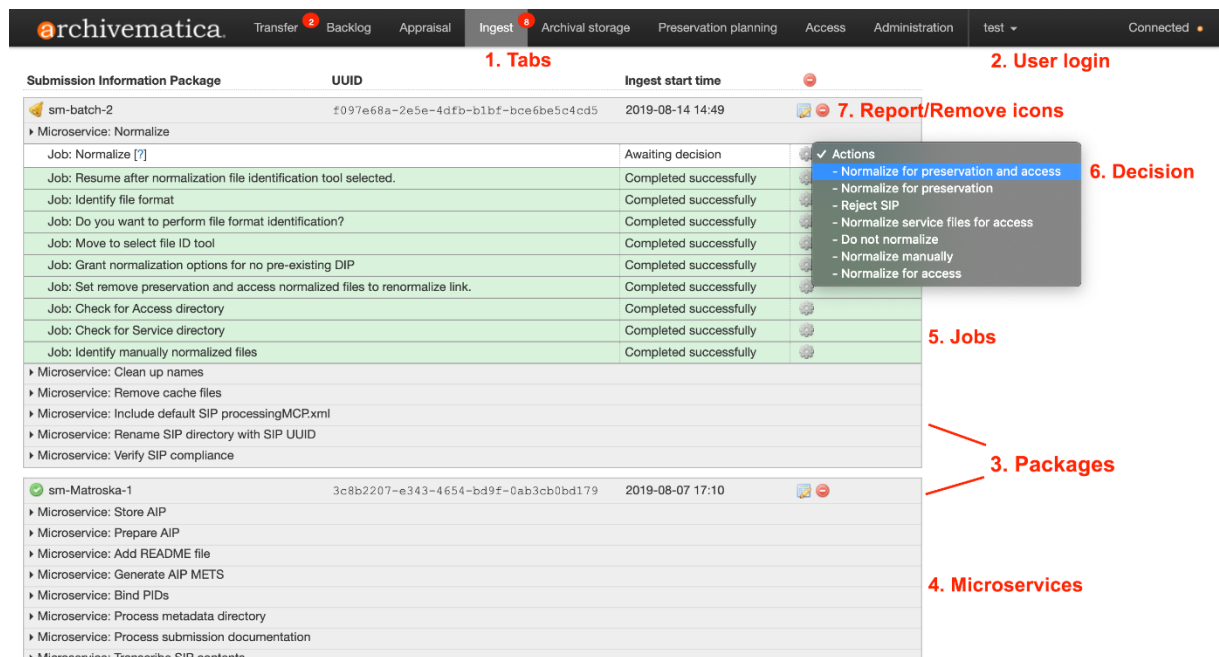 archivematica. Transfer 2 Backlog Appraisal Ingest 8 Archival storage Preservation planning Access Administration test Connected
1. Tabs 2. User login
Submission Information Package UUID Ingest start time
sm-batch-2 f097e68a-2e5e-4dfb-b1bf-bce6be5c4cd5 2019-08-14 14:49 7. Report/Remove icons
Microservice: Normalize
Job: Normalize [?] Awaiting decision ✓ Actions
- Normalize for preservation and access 6. Decision
Job: Resume after normalization file identification tool selected. Completed successfully
- Normalize for preservation
Job: Identify file format Completed successfully - Reject SIP
Job: Do you want to perform file format identification? Completed successfully - Normalize service files for access
Job: Move to select file ID tool Completed successfully - Do not normalize
- Normalize manually
Job: Grant normalization options for no pre-existing DIP Completed successfully
- Normalize for access
Job: Set remove preservation and access normalized files to renormalize link. Completed successfully
Job: Check for Access directory Completed successfully
Job: Check for Service directory Completed successfully
5. Jobs
Job: Identify manually normalized files Completed successfully
Microservice: Clean up names
Microservice: Remove cache files
Microservice: Include default SIP processingMCP.xml
Microservice: Rename SIP directory with SIP UUID
Microservice: Verify SIP compliance
3. Packages
sm-Matroska-1 3c8b2207-e343-4654-bd9f-0ab3cb0bd179 2019-08-07 17:10
Microservice: Store AIP
Microservice: Prepare AIP
Microservice: Add README file
Microservice: Generate AIP METS
4. Microservices
Microservice: Bind PIDs
Microservice: Process metadata directory
Microservice: Process submission documentation
Microservice: Transcribe SIP contents